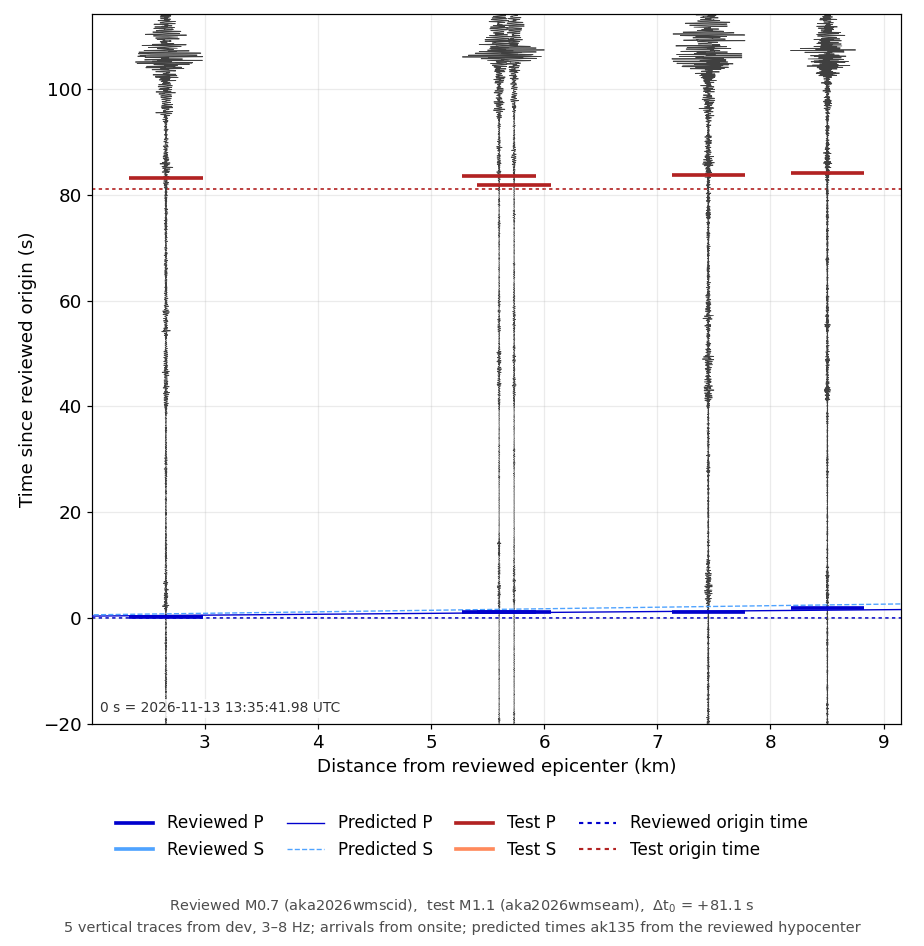 100
80
60
40
20
0
−20
Time since reviewed origin (s)
0 s = 2026-11-13 13:35:41.98 UTC
3 4 5 6 7 8 9
Distance from reviewed epicenter (km)
Reviewed P Predicted P Test P Reviewed origin time
Reviewed S Predicted S Test S Test origin time
Reviewed M0.7 (aka2026wmscid), test M1.1 (aka2026wmseam), Δt₀ = +81.1 s
5 vertical traces from dev, 3–8 Hz; arrivals from onsite; predicted times ak135 from the reviewed hypocenter